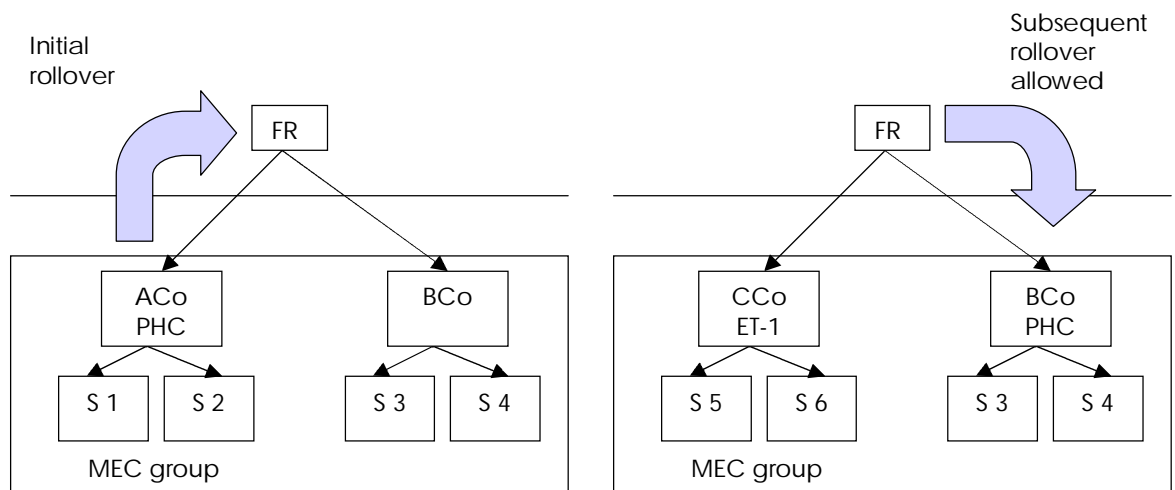 Initial
rollover
FR
ACo
PHC
BCo
S 1
S 2
S 3
S 4
MEC group
Subsequent
rollover
allowed
FR
CCo
ET-1
BCo
PHC
S 5
S 6
S 3
S 4
MEC group